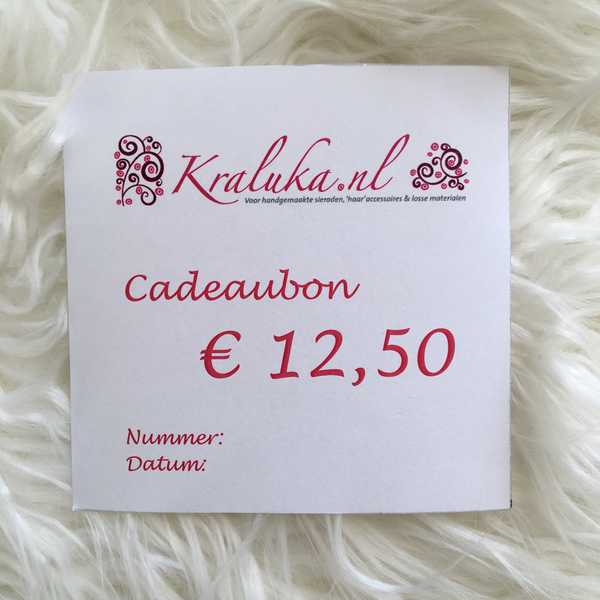 Kraluka.nl
Voor handgemaakte sieraden, 'haar'accessoires & losse materialen
Cadeaubon
€ 12,50
Nummer:
Datum: